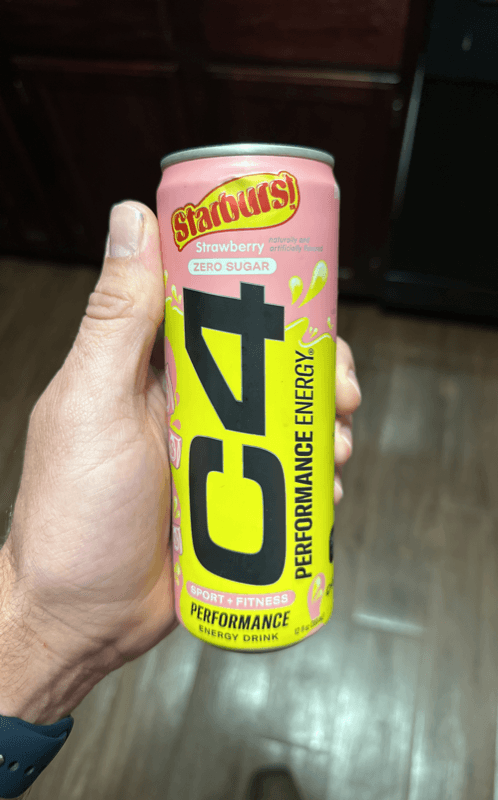 Starburst
Strawberry
naturally and
artificially flavored
ZERO SUGAR
C4
PERFORMANCE ENERGY®
SPORT + FITNESS
PERFORMANCE
ENERGY DRINK